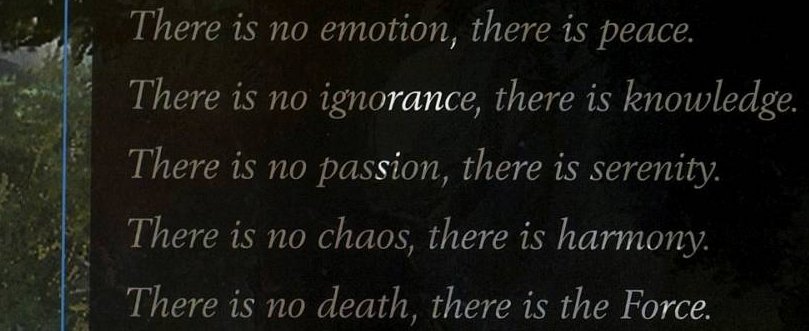 There is no emotion, there is peace.
There is no ignorance, there is knowledge.
There is no passion, there is serenity.
There is no chaos, there is harmony.
There is no death, there is the Force.